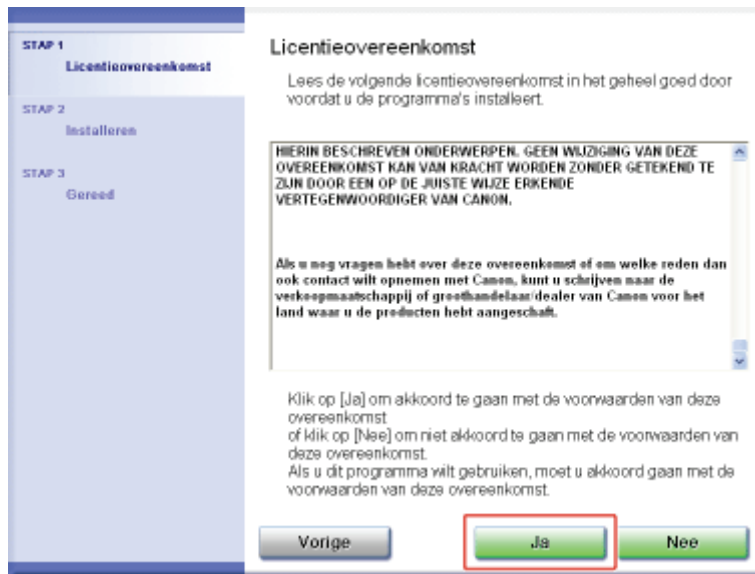 STAP 1
Licentieovereenkomst
STAP 2
Installeren
STAP 3
Gereed
Licentieovereenkomst
Lees de volgende licentieovereenkomst in het geheel goed door
voordat u de programma's installeert.
HIERIN BESCHREVEN ONDERWERPEN. GEEN WIJZIGING VAN DEZE
OVEREENKOMST KAN VAN KRACHT WORDEN ZONDER GETEKEND TE
ZIJN DOOR EEN OP DE JUISTE WIJZE ERKENDE
VERTEGENWOORDIGER VAN CANON.
Als u nog vragen hebt over deze overeenkomst of om welke reden dan
ook contact wilt opnemen met Canon, kunt u schrijven naar de
verkoopmaatschappij of groothandelaar/dealer van Canon voor het
land waar u de producten hebt aangeschaft.
Klik op [Ja] om akkoord te gaan met de voorwaarden van deze
overeenkomst
of klik op [Nee] om niet akkoord te gaan met de voorwaarden van
deze overeenkomst.
Als u dit programma wilt gebruiken, moet u akkoord gaan met de
voorwaarden van deze overeenkomst.
Vorige
Ja
Nee